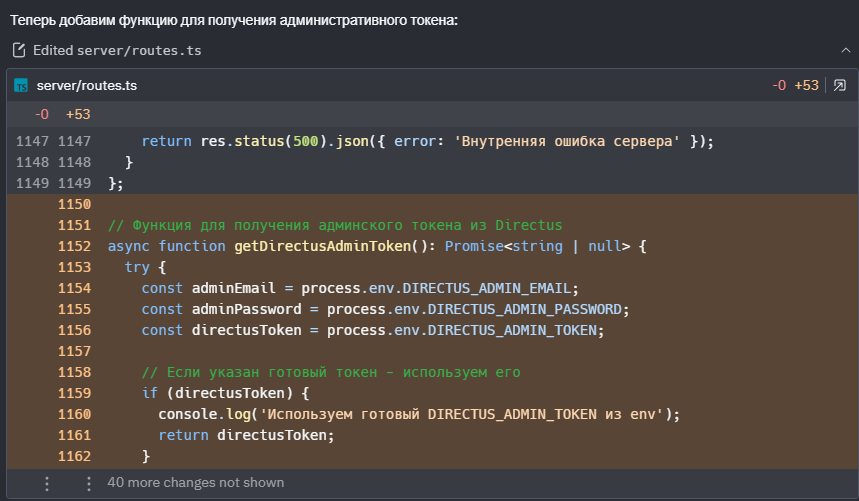 Теперь добавим функцию для получения административного токена:
Edited server/routes.ts
TS server/routes.ts -0 +53
-0 +53
1147 1147 return res.status(500).json({ error: 'Внутренняя ошибка сервера' });
1148 1148 }
1149 1149 };
1150
1151 // Функция для получения админского токена из Directus
1152 async function getDirectusAdminToken(): Promise<string | null> {
1153 try {
1154 const adminEmail = process.env.DIRECTUS_ADMIN_EMAIL;
1155 const adminPassword = process.env.DIRECTUS_ADMIN_PASSWORD;
1156 const directusToken = process.env.DIRECTUS_ADMIN_TOKEN;
1157
1158 // Если указан готовый токен - используем его
1159 if (directusToken) {
1160 console.log('Используем готовый DIRECTUS_ADMIN_TOKEN из env');
1161 return directusToken;
1162 }
40 more changes not shown